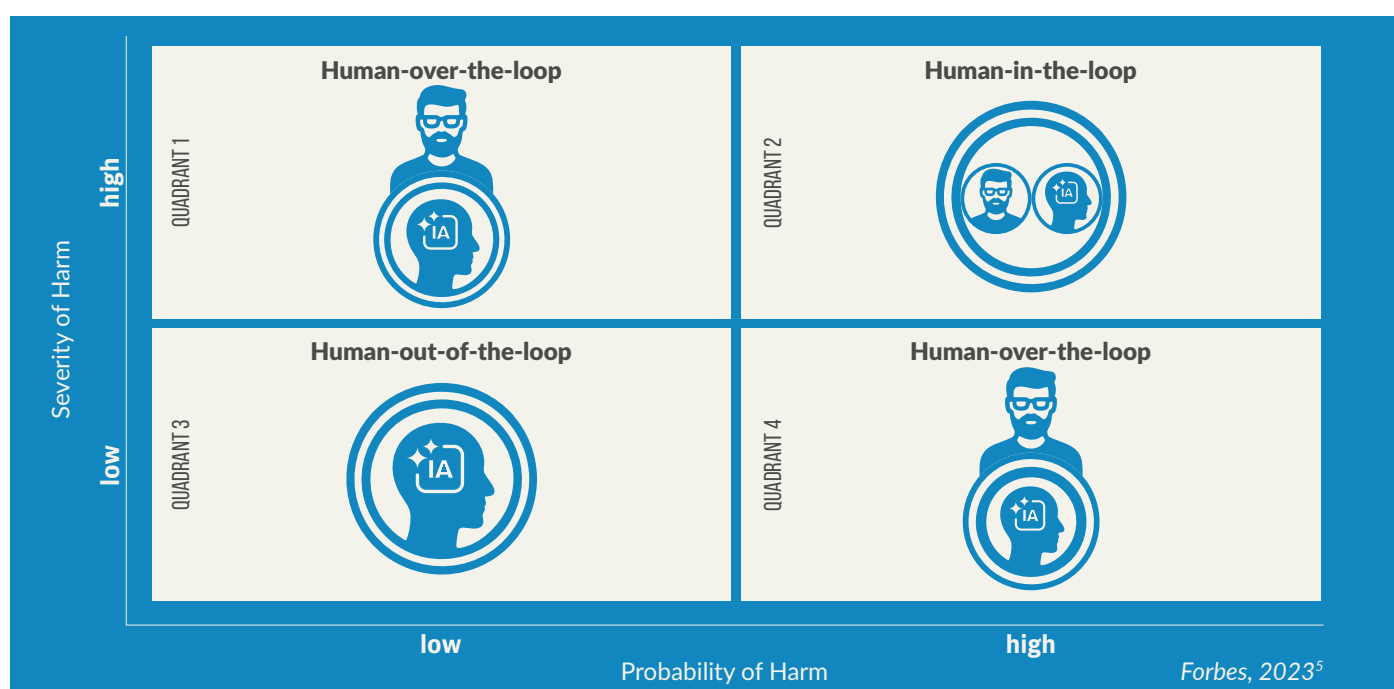 Human-over-the-loop
QUADRANT 1
IA
Human-in-the-loop
QUADRANT 2
IA
high
Severity of Harm
low
Human-out-of-the-loop
QUADRANT 3
IA
Human-over-the-loop
QUADRANT 4
IA
low
high
Probability of Harm
Forbes, 2023⁵